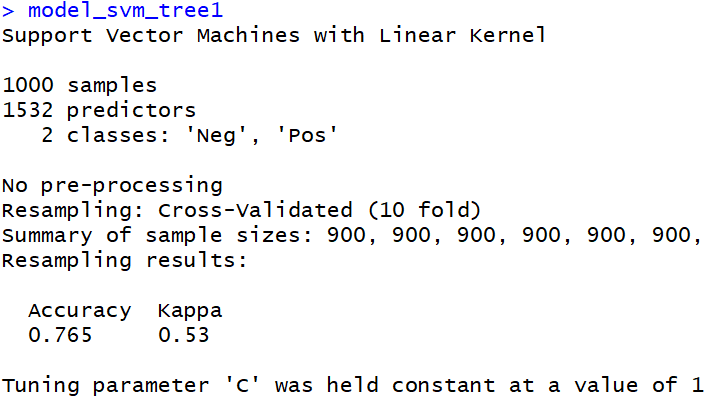 > model_svm_tree1
Support Vector Machines with Linear Kernel
1000 samples
1532 predictors
2 classes: 'Neg', 'Pos'
No pre-processing
Resampling: Cross-Validated (10 fold)
Summary of sample sizes: 900, 900, 900, 900, 900, 900,
Resampling results:
Accuracy Kappa
0.765 0.53
Tuning parameter 'C' was held constant at a value of 1